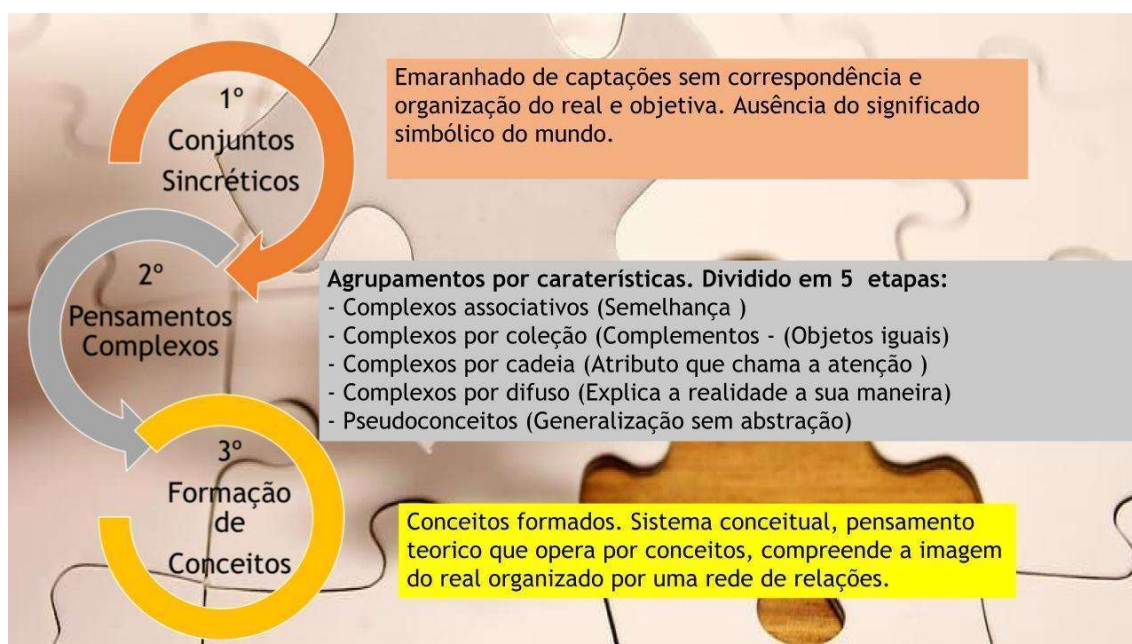 1º
Conjuntos
Sincréticos
Emaranhado de captações sem correspondência e
organização do real e objetiva. Ausência do significado
simbólico do mundo.
2º
Pensamentos
Complexos
Agrupamentos por caraterísticas. Dividido em 5 etapas:
- Complexos associativos (Semelhança )
- Complexos por coleção (Complementos - (Objetos iguais)
- Complexos por cadeia (Atributo que chama a atenção )
- Complexos por difuso (Explica a realidade a sua maneira)
- Pseudoconceitos (Generalização sem abstração)
3º
Formação
de
Conceitos
Conceitos formados. Sistema conceitual, pensamento
teorico que opera por conceitos, compreende a imagem
do real organizado por uma rede de relações.